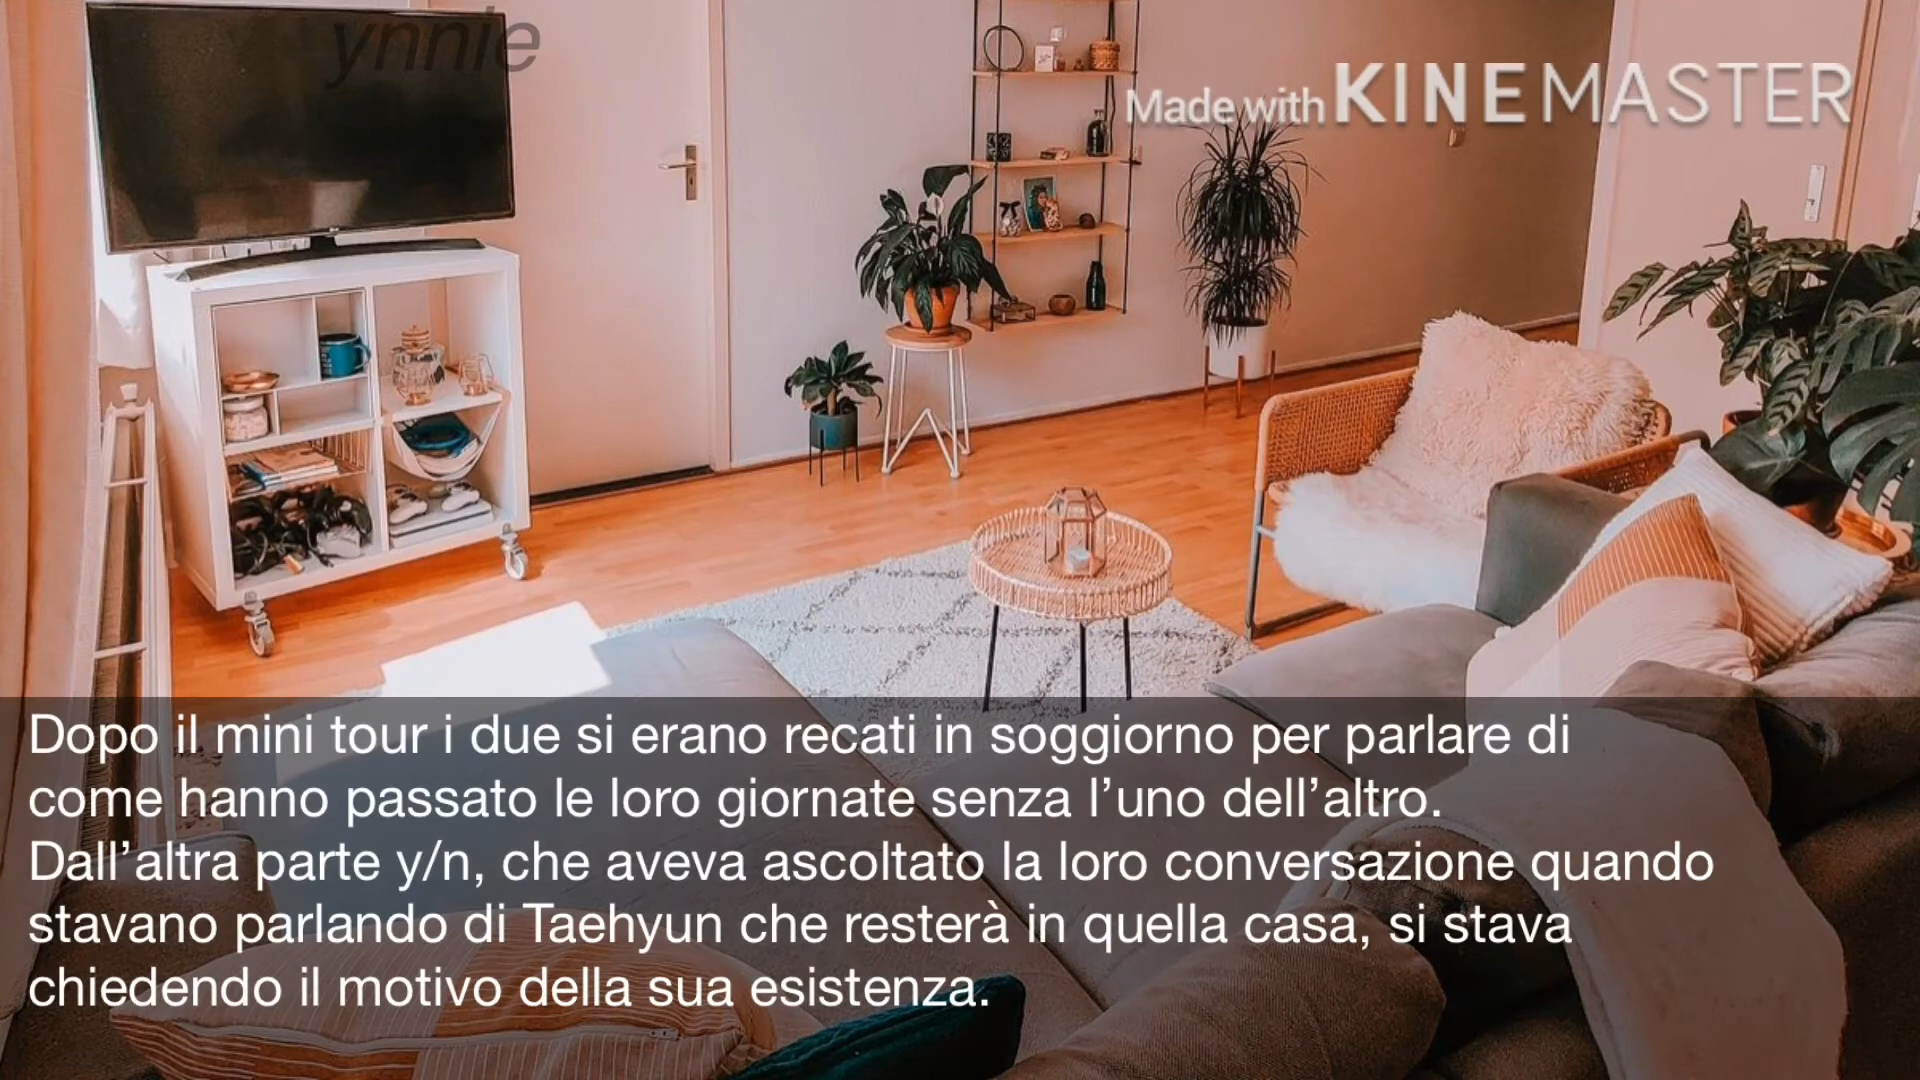 ynnie
Made with KINEMASTER
Dopo il mini tour i due si erano recati in soggiorno per parlare di
come hanno passato le loro giornate senza l’uno dell’altro.
Dall’altra parte y/n, che aveva ascoltato la loro conversazione quando
stavano parlando di Taehyun che resterà in quella casa, si stava
chiedendo il motivo della sua esistenza.